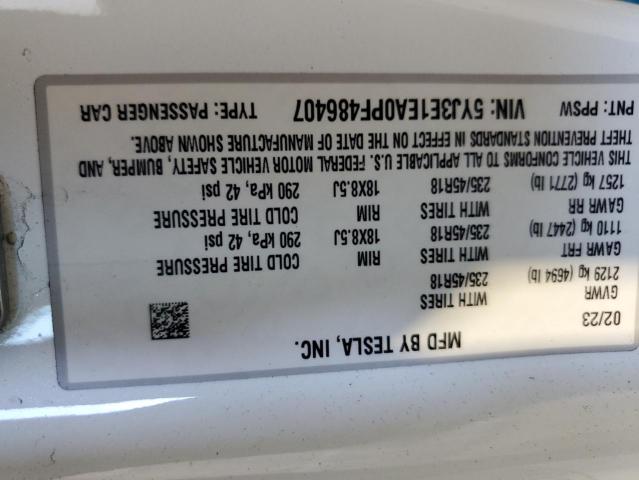 MFD BY TESLA, INC.
02/23
GVWR WITH TIRES
2129 kg (4694 lb) 235/45R18 RIM COLD TIRE PRESSURE
GAWR FRT WITH TIRES 18X8.5J 290 kPa, 42 psi
1110 kg (2447 lb) 235/45R18 RIM COLD TIRE PRESSURE
GAWR RR WITH TIRES 18X8.5J 290 kPa, 42 psi
1257 kg (2771 lb) 235/45R18
THIS VEHICLE CONFORMS TO ALL APPLICABLE U.S. FEDERAL MOTOR VEHICLE SAFETY, BUMPER, AND
THEFT PREVENTION STANDARDS IN EFFECT ON THE DATE OF MANUFACTURE SHOWN ABOVE.
VIN: 5YJ3E1EA0PF486407 TYPE: PASSENGER CAR
PNT: PPSW